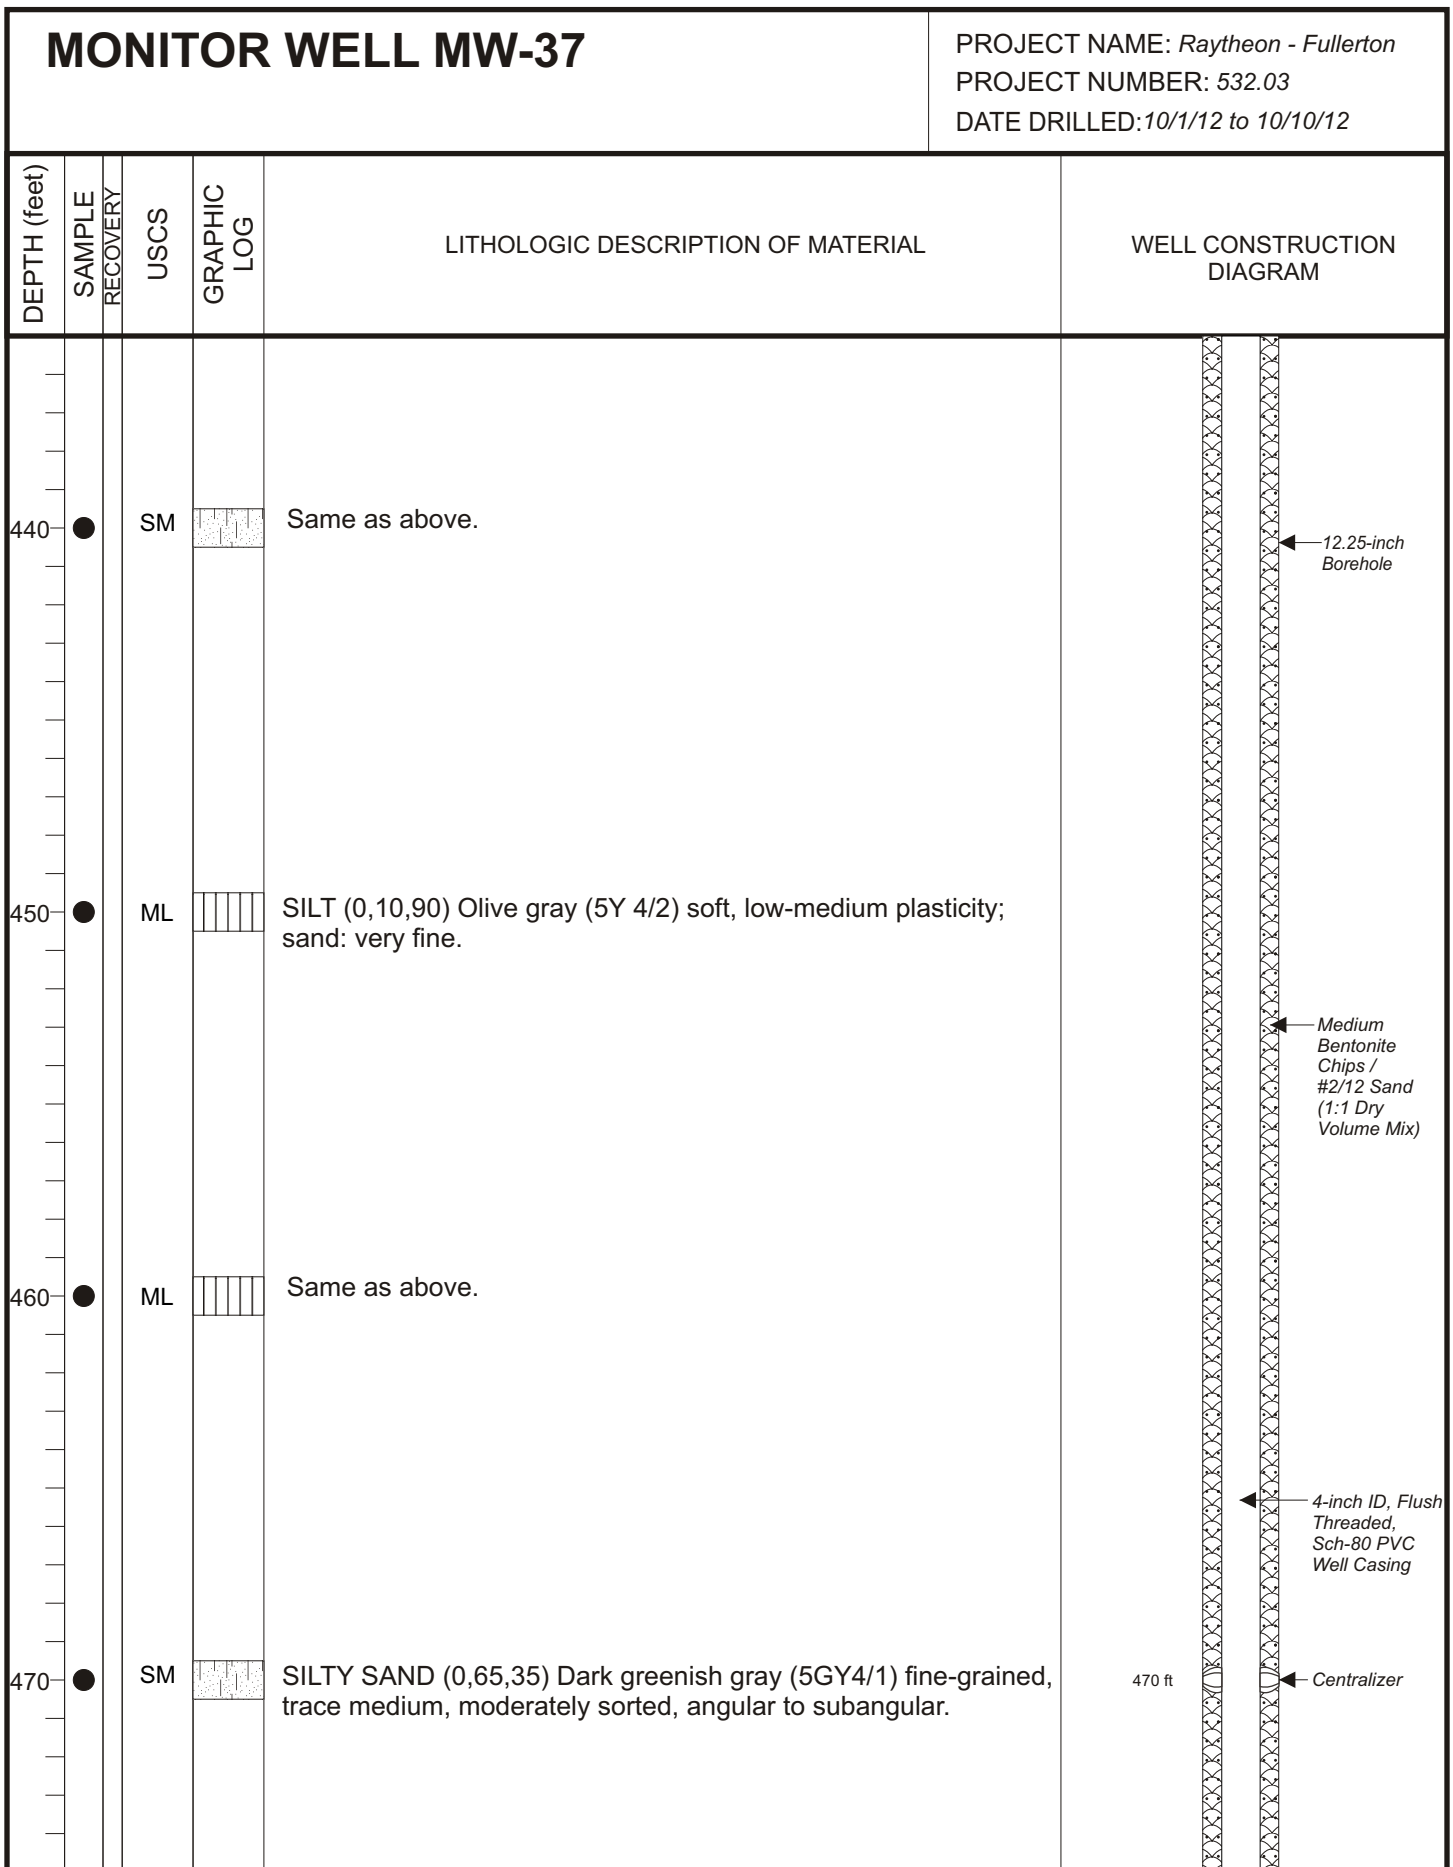 MONITOR WELL MW-37
PROJECT NAME: Raytheon - Fullerton
PROJECT NUMBER: 532.03
DATE DRILLED:10/1/12 to 10/10/12
DEPTH (feet)
SAMPLE
RECOVERY
USCS
GRAPHIC
LOG
LITHOLOGIC DESCRIPTION OF MATERIAL
WELL CONSTRUCTION
DIAGRAM
440
SM
Same as above.
12.25-inch
Borehole
450
ML
SILT (0,10,90) Olive gray (5Y 4/2) soft, low-medium plasticity;
sand: very fine.
Medium
Bentonite
Chips /
#2/12 Sand
(1:1 Dry
Volume Mix)
460
ML
Same as above.
4-inch ID, Flush
Threaded,
Sch-80 PVC
Well Casing
470
SM
SILTY SAND (0,65,35) Dark greenish gray (5GY4/1) fine-grained,
trace medium, moderately sorted, angular to subangular.
470 ft
Centralizer